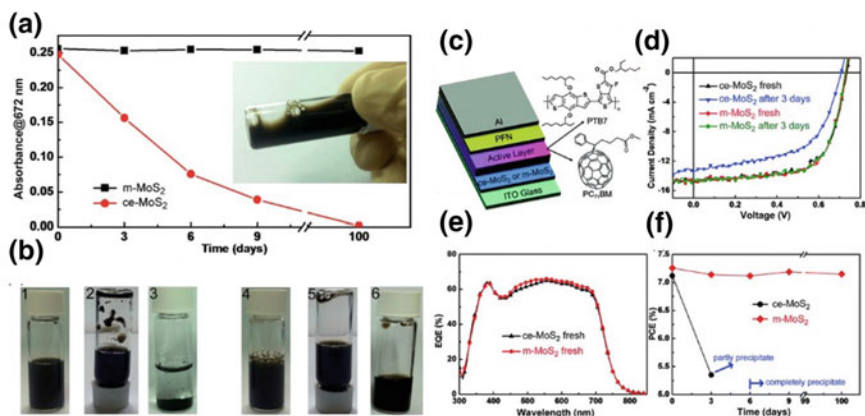 (a)
0.25
0.20
0.15
0.10
0.05
0.00
Absorbance@672 nm
m-MoS₂
ce-MoS₂
0 3 6 9 100
Time (days)
(b)
1 2 3 4 5 6
(c)
Al
PFN
Active Layer
ce-MoS₂ or m-MoS₂
ITO Glass
PTB7
PC₇₁BM
(d)
0
-4
-8
-12
-16
Current Density (mA cm⁻²)
ce-MoS₂ fresh
ce-MoS₂ after 3 days
m-MoS₂ fresh
m-MoS₂ after 3 days
0.0 0.2 0.4 0.6 0.8
Voltage (V)
(e)
80
60
40
20
0
EQE (%)
ce-MoS₂ fresh
m-MoS₂ fresh
300 400 500 600 700 800
Wavelength (nm)
(f)
7.5
7.0
6.5
6.0
5.5
5.0
PCE (%)
ce-MoS₂
m-MoS₂
partly precipitate
completely precipitate
0 3 6 9 99 100
Time (days)